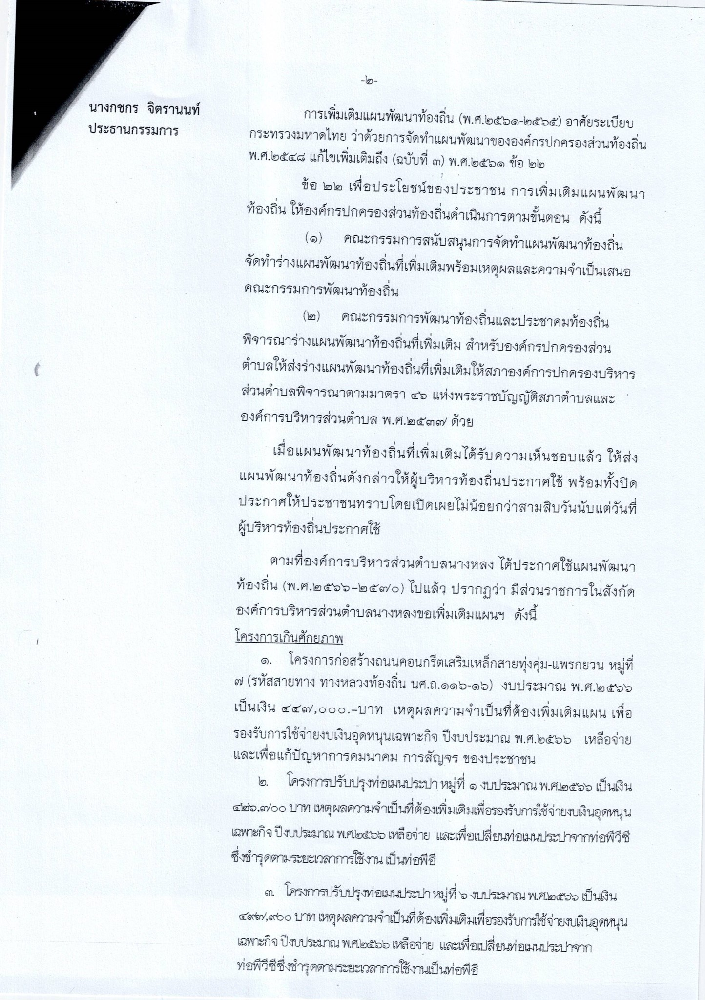 -๒-
นางกชกร จิตรานนท์
ประธานกรรมการ
การเพิ่มเติมแผนพัฒนาท้องถิ่น (พ.ศ.๒๕๖๑-๒๕๖๕) อาศัยระเบียบ
กระทรวงมหาดไทย ว่าด้วยการจัดทำแผนพัฒนาขององค์กรปกครองส่วนท้องถิ่น
พ.ศ.๒๕๔๘ แก้ไขเพิ่มเติมถึง (ฉบับที่ ๓) พ.ศ.๒๕๖๑ ข้อ ๒๒
ข้อ ๒๒ เพื่อประโยชน์ของประชาชน การเพิ่มเติมแผนพัฒนา
ท้องถิ่น ให้องค์กรปกครองส่วนท้องถิ่นดำเนินการตามขั้นตอน ดังนี้
(๑) คณะกรรมการสนับสนุนการจัดทำแผนพัฒนาท้องถิ่น
จัดทำร่างแผนพัฒนาท้องถิ่นที่เพิ่มเติมพร้อมเหตุผลและความจำเป็นเสนอ
คณะกรรมการพัฒนาท้องถิ่น
(๒) คณะกรรมการพัฒนาท้องถิ่นและประชาคมท้องถิ่น
พิจารณาร่างแผนพัฒนาท้องถิ่นที่เพิ่มเติม สำหรับองค์กรปกครองส่วน
ตำบลให้ส่งร่างแผนพัฒนาท้องถิ่นที่เพิ่มเติมให้สภาองค์การปกครองบริหาร
ส่วนตำบลพิจารณาตามมาตรา ๔๖ แห่งพระราชบัญญัติสภาตำบลและ
องค์การบริหารส่วนตำบล พ.ศ.๒๕๓๗ ด้วย
เมื่อแผนพัฒนาท้องถิ่นที่เพิ่มเติมได้รับความเห็นชอบแล้ว ให้ส่ง
แผนพัฒนาท้องถิ่นดังกล่าวให้ผู้บริหารท้องถิ่นประกาศใช้ พร้อมทั้งปิด
ประกาศให้ประชาชนทราบโดยเปิดเผยไม่น้อยกว่าสามสิบวันนับแต่วันที่
ผู้บริหารท้องถิ่นประกาศใช้
ตามที่องค์การบริหารส่วนตำบลนางหลง ได้ประกาศใช้แผนพัฒนา
ท้องถิ่น (พ.ศ.๒๕๖๖-๒๕๗๐) ไปแล้ว ปรากฏว่า มีส่วนราชการในสังกัด
องค์การบริหารส่วนตำบลนางหลงขอเพิ่มเติมแผนฯ ดังนี้
โครงการเกินศักยภาพ
๑. โครงการก่อสร้างถนนคอนกรีตเสริมเหล็กสายทุ่งคุ่ม-แพรกยวน หมู่ที่
๗ (รหัสสายทาง ทางหลวงท้องถิ่น นศ.ถ.๑๑๖-๑๖) งบประมาณ พ.ศ.๒๕๖๖
เป็นเงิน ๔๔๗,๐๐๐.-บาท เหตุผลความจำเป็นที่ต้องเพิ่มเติมแผน เพื่อ
รองรับการใช้จ่ายงบเงินอุดหนุนเฉพาะกิจ ปีงบประมาณ พ.ศ.๒๕๖๖ เหลือจ่าย
และเพื่อแก้ปัญหาการคมนาคม การสัญจร ของประชาชน
๒. โครงการปรับปรุงท่อเมนประปา หมู่ที่ ๑ งบประมาณ พ.ศ.๒๕๖๖ เป็นเงิน
๔๒๖,๗๐๐ บาท เหตุผลความจำเป็นที่ต้องเพิ่มเติมเพื่อรองรับการใช้จ่ายงบเงินอุดหนุน
เฉพาะกิจ ปีงบประมาณ พ.ศ.๒๕๖๖ เหลือจ่าย และเพื่อเปลี่ยนท่อเมนประปาจากท่อพีวีซี
ซึ่งชำรุดตามระยะเวลาการใช้งาน เป็นท่อพีอี
๓. โครงการปรับปรุงท่อเมนประปา หมู่ที่ ๖ งบประมาณ พ.ศ.๒๕๖๖ เป็นเงิน
๔๙๗,๙๐๐ บาท เหตุผลความจำเป็นที่ต้องเพิ่มเติมเพื่อรองรับการใช้จ่ายงบเงินอุดหนุน
เฉพาะกิจ ปีงบประมาณ พ.ศ.๒๕๖๖ เหลือจ่าย และเพื่อเปลี่ยนท่อเมนประปาจาก
ท่อพีวีซีซึ่งชำรุดตามระยะเวลาการใช้งานเป็นท่อพีอี